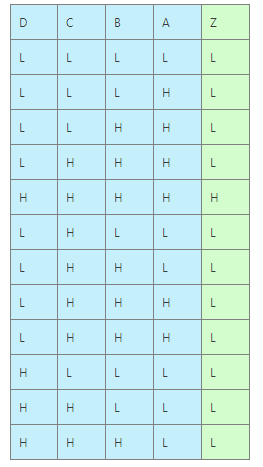 D C B A Z
L L L L L
L L L H L
L L H H L
L H H H L
H H H H H
L H L L L
L H H L L
L H H H L
L H H H L
H L L L L
H H L L L
H H H L L